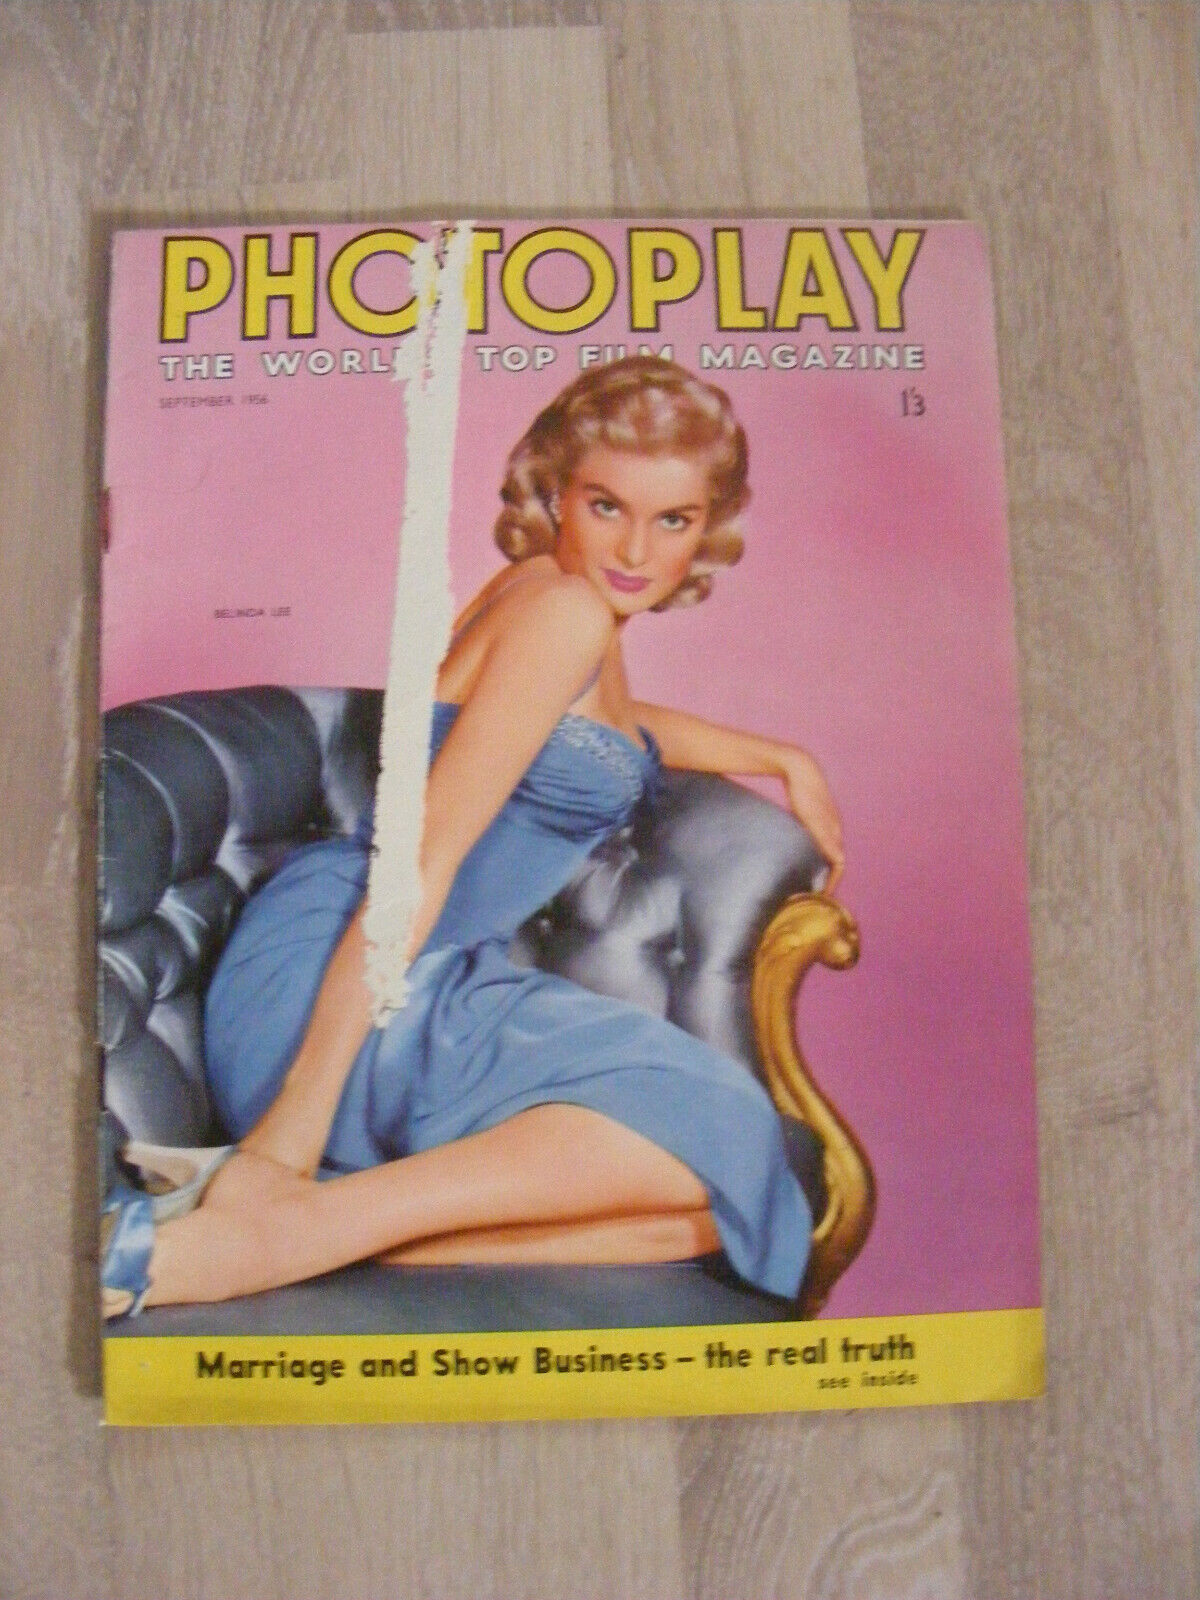 PHOTOPLAY
THE WORLD TOP FILM MAGAZINE
SEPTEMBER 1956
1'3
BELINDA LEE
Marriage and Show Business – the real truth
see inside